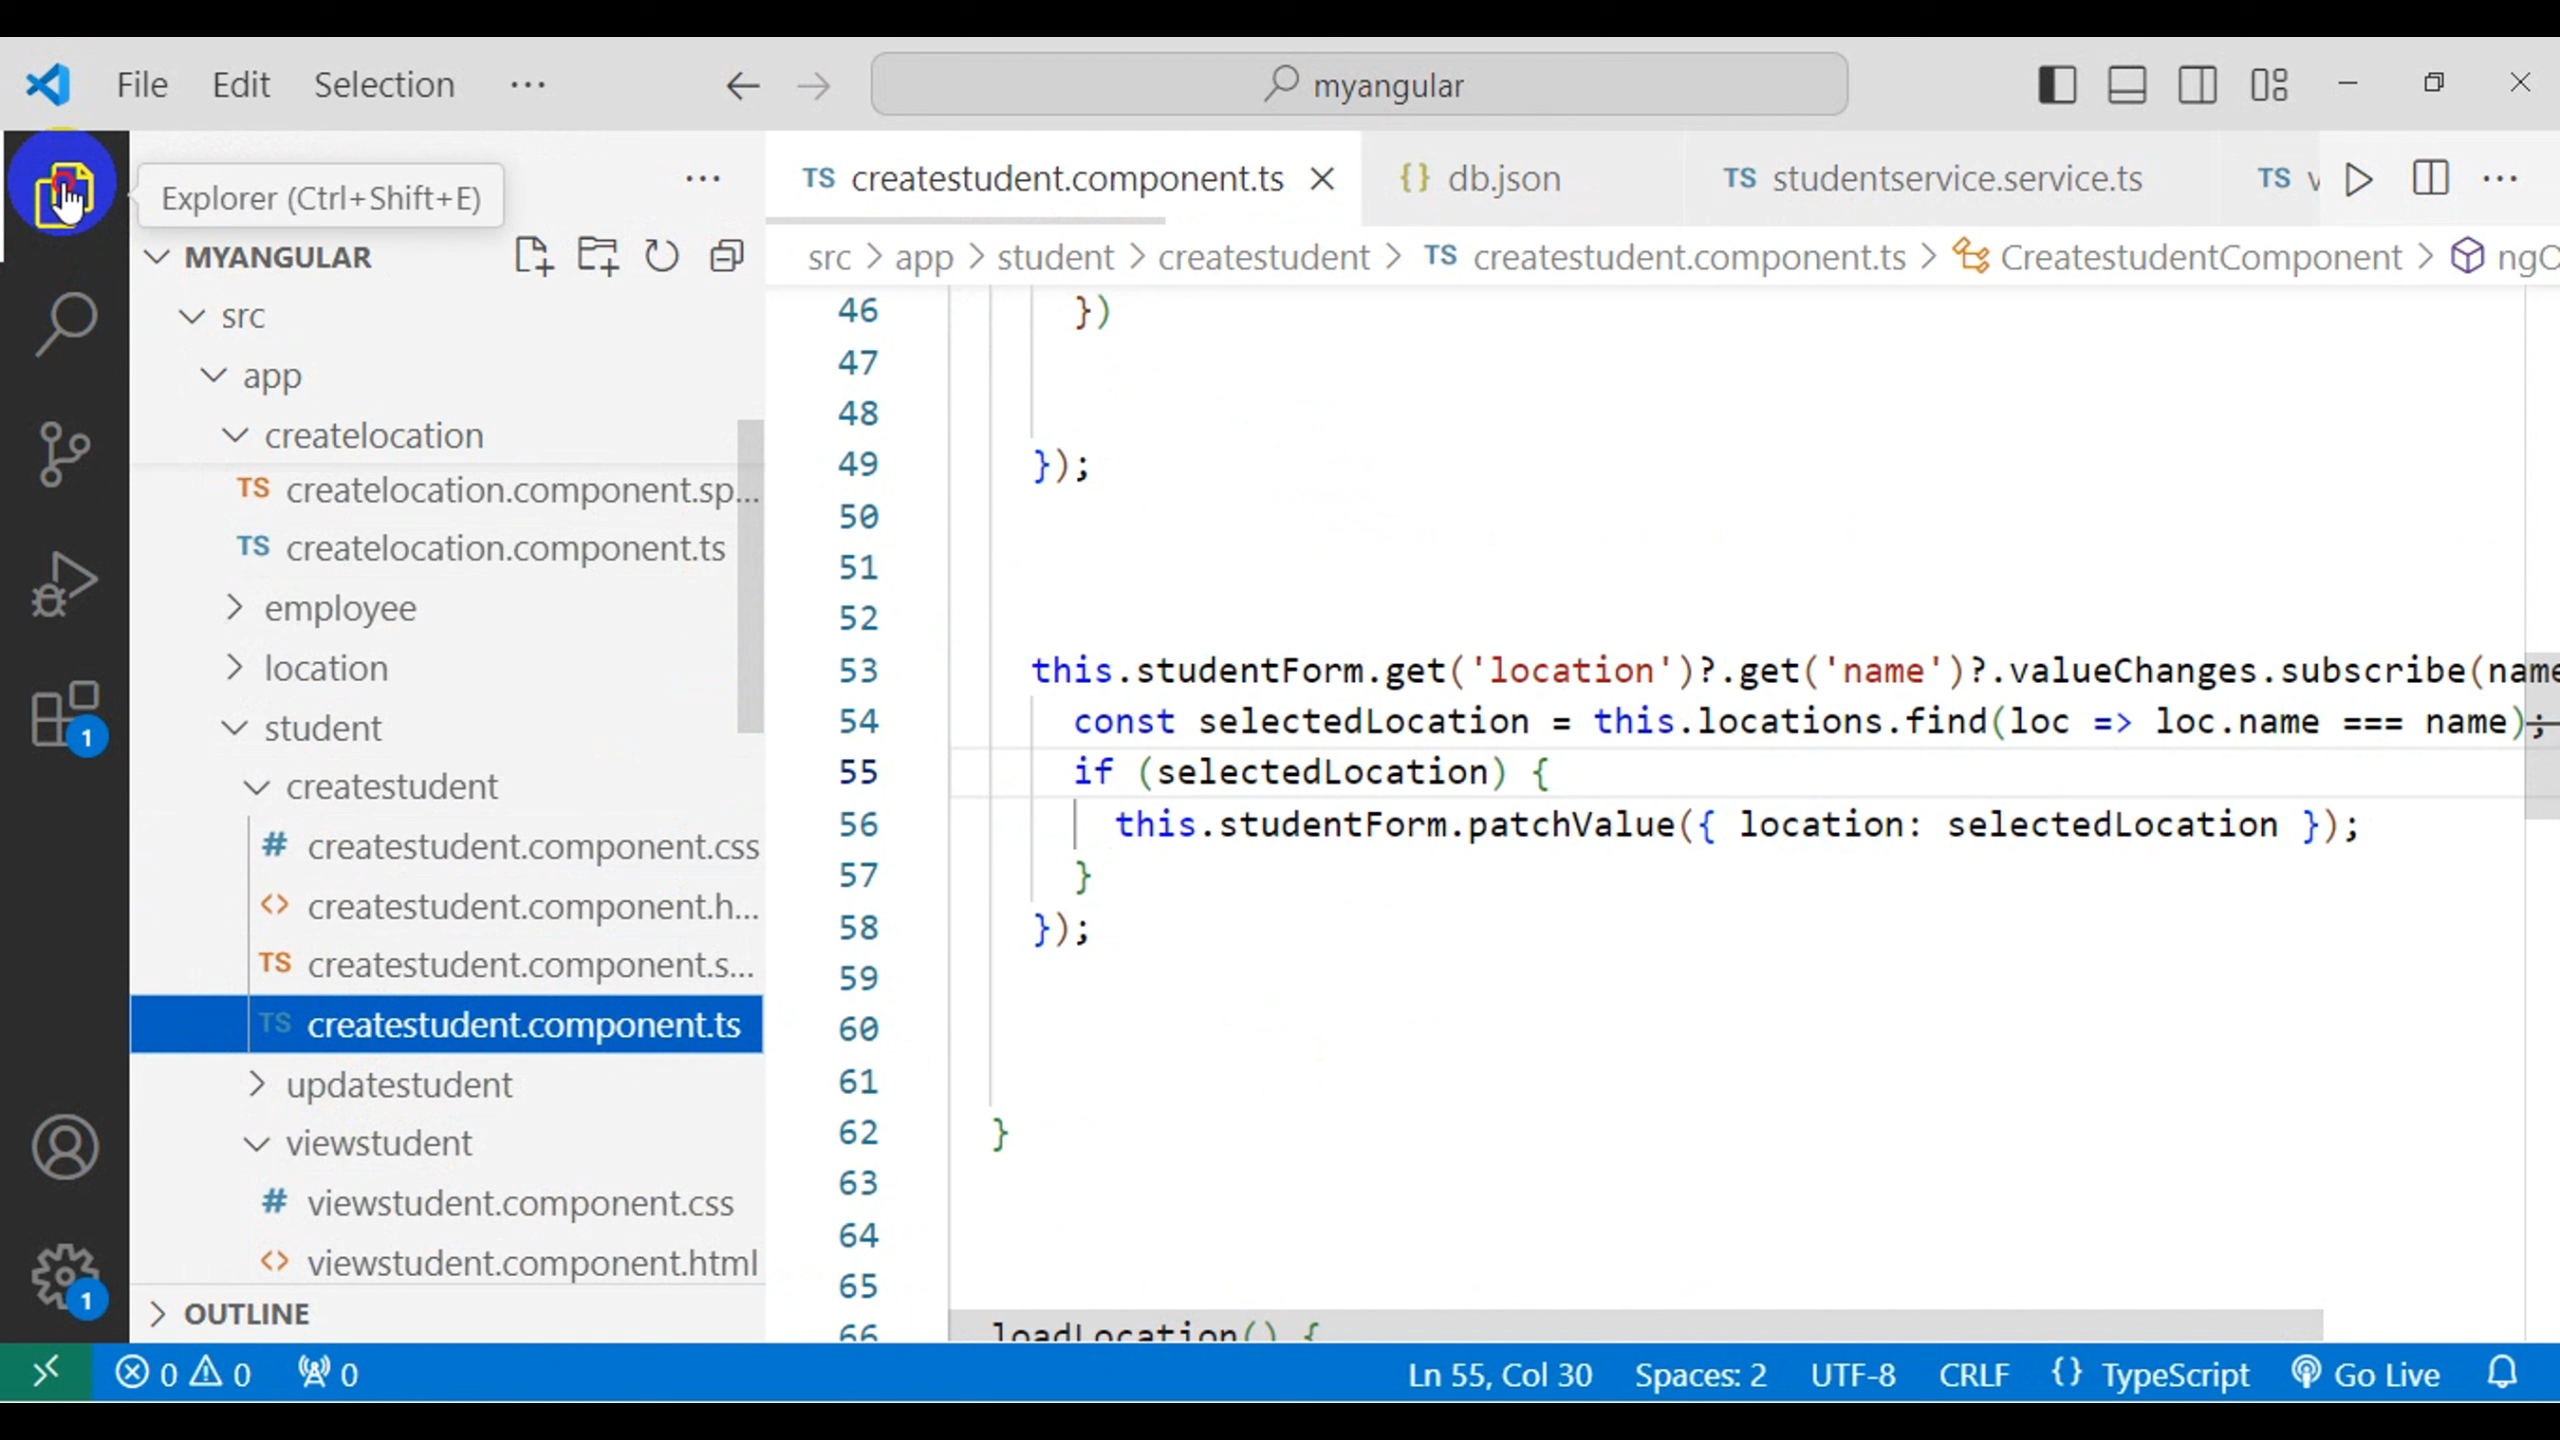 File Edit Selection ...
myangular
Explorer (Ctrl+Shift+E)
MYANGULAR
src
app
createlocation
TS createlocation.component.sp...
TS createlocation.component.ts
employee
location
student
createstudent
# createstudent.component.css
<> createstudent.component.h...
TS createstudent.component.s...
TS createstudent.component.ts
updatestudent
viewstudent
# viewstudent.component.css
<> viewstudent.component.html
OUTLINE
1
1
TS createstudent.component.ts
{} db.json
TS studentservice.service.ts
TS v
src > app > student > createstudent > TS createstudent.component.ts > CreatestudentComponent > ngO
46 })
47
48
49 });
50
51
52
53 this.studentForm.get('location')?.get('name')?.valueChanges.subscribe(name
54 const selectedLocation = this.locations.find(loc => loc.name === name);
55 if (selectedLocation) {
56 this.studentForm.patchValue({ location: selectedLocation });
57 }
58 });
59
60
61
62 }
63
64
65
66 loadLocation() {
0 0 0 Ln 55, Col 30 Spaces: 2 UTF-8 CRLF {} TypeScript Go Live